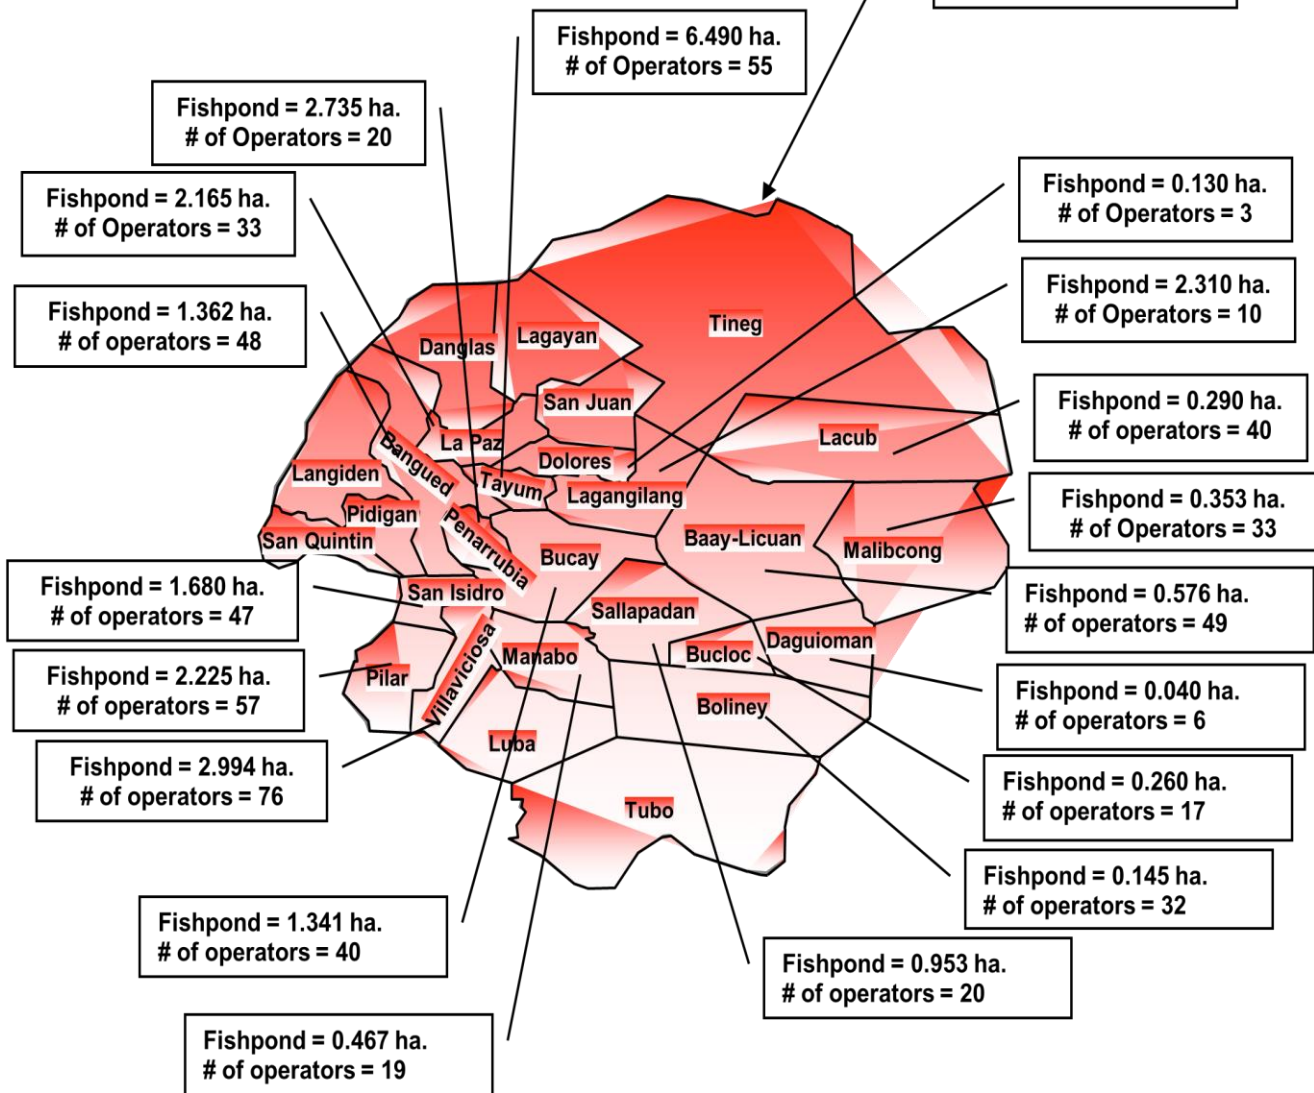 Fishpond = 6.490 ha.
# of Operators = 55
Fishpond = 2.735 ha.
# of Operators = 20
Fishpond = 2.165 ha.
# of Operators = 33
Fishpond = 1.362 ha.
# of operators = 48
Fishpond = 0.130 ha.
# of Operators = 3
Fishpond = 2.310 ha.
# of Operators = 10
Fishpond = 0.290 ha.
# of operators = 40
Fishpond = 0.353 ha.
# of Operators = 33
Fishpond = 0.576 ha.
# of operators = 49
Fishpond = 0.040 ha.
# of operators = 6
Fishpond = 0.260 ha.
# of operators = 17
Fishpond = 0.145 ha.
# of operators = 32
Fishpond = 0.953 ha.
# of operators = 20
Fishpond = 1.680 ha.
# of operators = 47
Fishpond = 2.225 ha.
# of operators = 57
Fishpond = 2.994 ha.
# of operators = 76
Fishpond = 1.341 ha.
# of operators = 40
Fishpond = 0.467 ha.
# of operators = 19
Tineg
Lagayan
Danglas
San Juan
Lacub
La Paz
Bangued
Dolores
Langiden
Tayum
Lagangilang
Pidigan
San Quintin
Penarrubia
Bucay
Baay-Licuan
Malibcong
San Isidro
Sallapadan
Daguioman
Bucloc
Manabo
Villaviciosa
Pilar
Boliney
Luba
Tubo